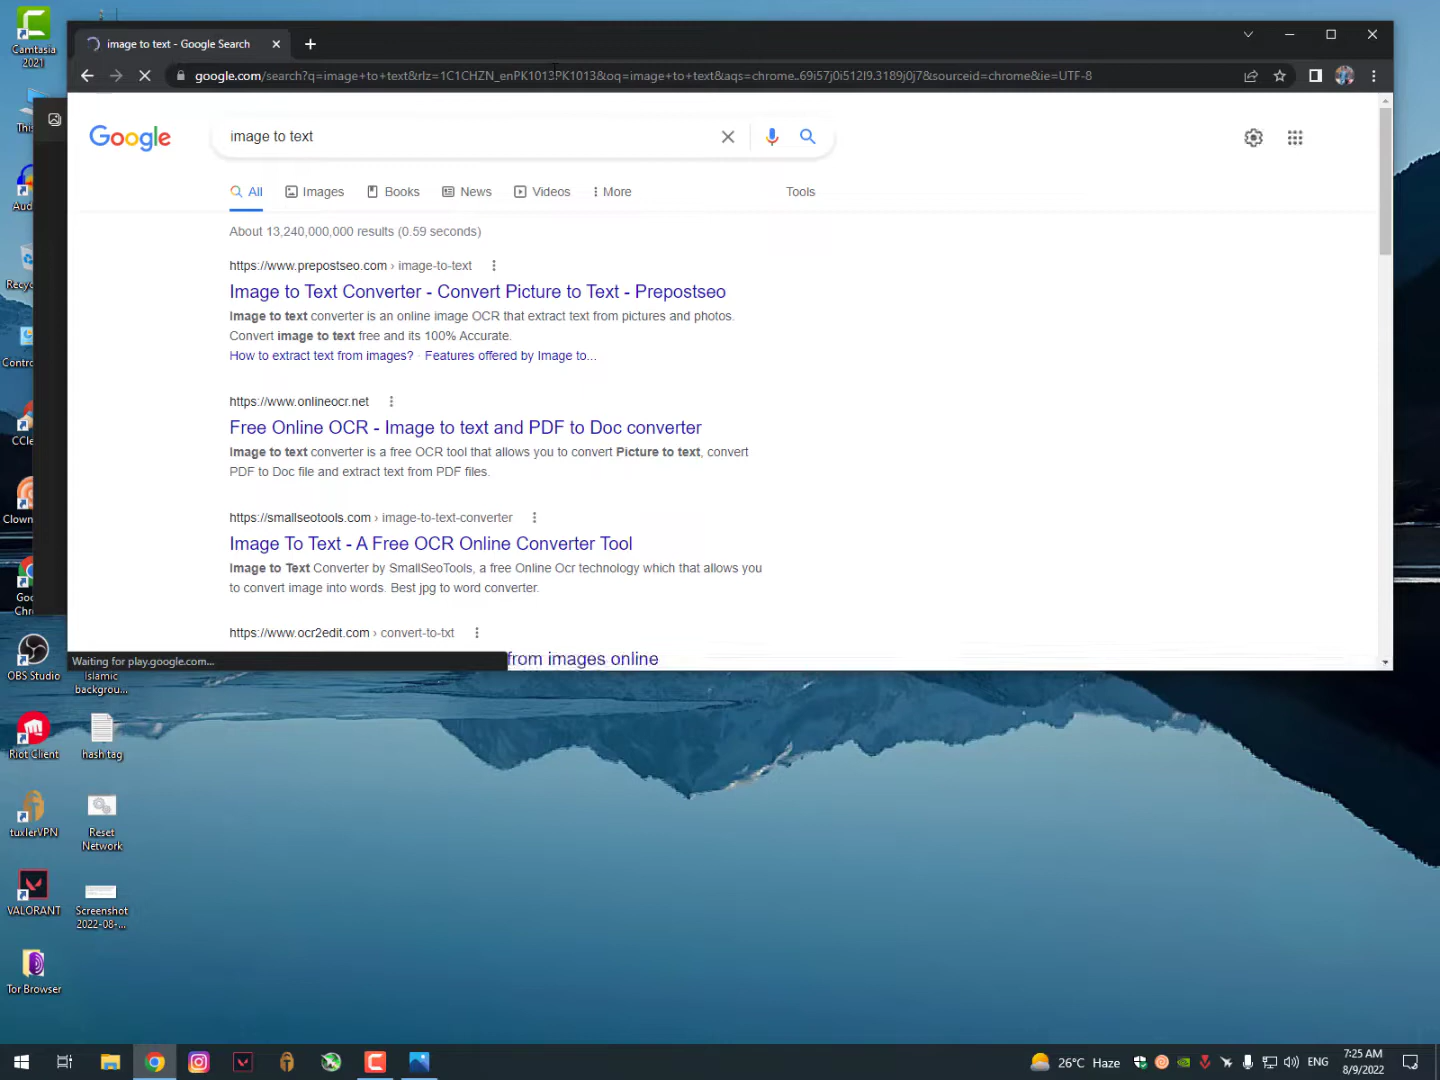 Camtasia
2021
image to text - Google Search
google.com/search?q=image+to+text&rlz=1C1CHZN_enPK1013PK1013&oq=image+to+text&aqs=chrome..69i57j0i512l9.3189j0j7&sourceid=chrome&ie=UTF-8
Google
image to text
All
Images
Books
News
Videos
More
Tools
About 13,240,000,000 results (0.59 seconds)
https://www.prepostseo.com › image-to-text
Image to Text Converter - Convert Picture to Text - Prepostseo
Image to text converter is an online image OCR that extract text from pictures and photos.
Convert image to text free and its 100% Accurate.
How to extract text from images? · Features offered by Image to...
https://www.onlineocr.net
Free Online OCR - Image to text and PDF to Doc converter
Image to text converter is a free OCR tool that allows you to convert Picture to text, convert
PDF to Doc file and extract text from PDF files.
https://smallseotools.com › image-to-text-converter
Image To Text - A Free OCR Online Converter Tool
Image to Text Converter by SmallSeoTools, a free Online Ocr technology which that allows you
to convert image into words. Best jpg to word converter.
https://www.ocr2edit.com › convert-to-txt
from images online
Waiting for play.google.com...
Thi
Aud
Recyc
Contro
CCle
Clown
Goo
Chr
OBS Studio
Islamic
backgrou...
Riot Client
hash tag
tuxlerVPN
Reset
Network
VALORANT
Screenshot
2022-08-...
Tor Browser
26°C Haze
ENG
7:25 AM
8/9/2022